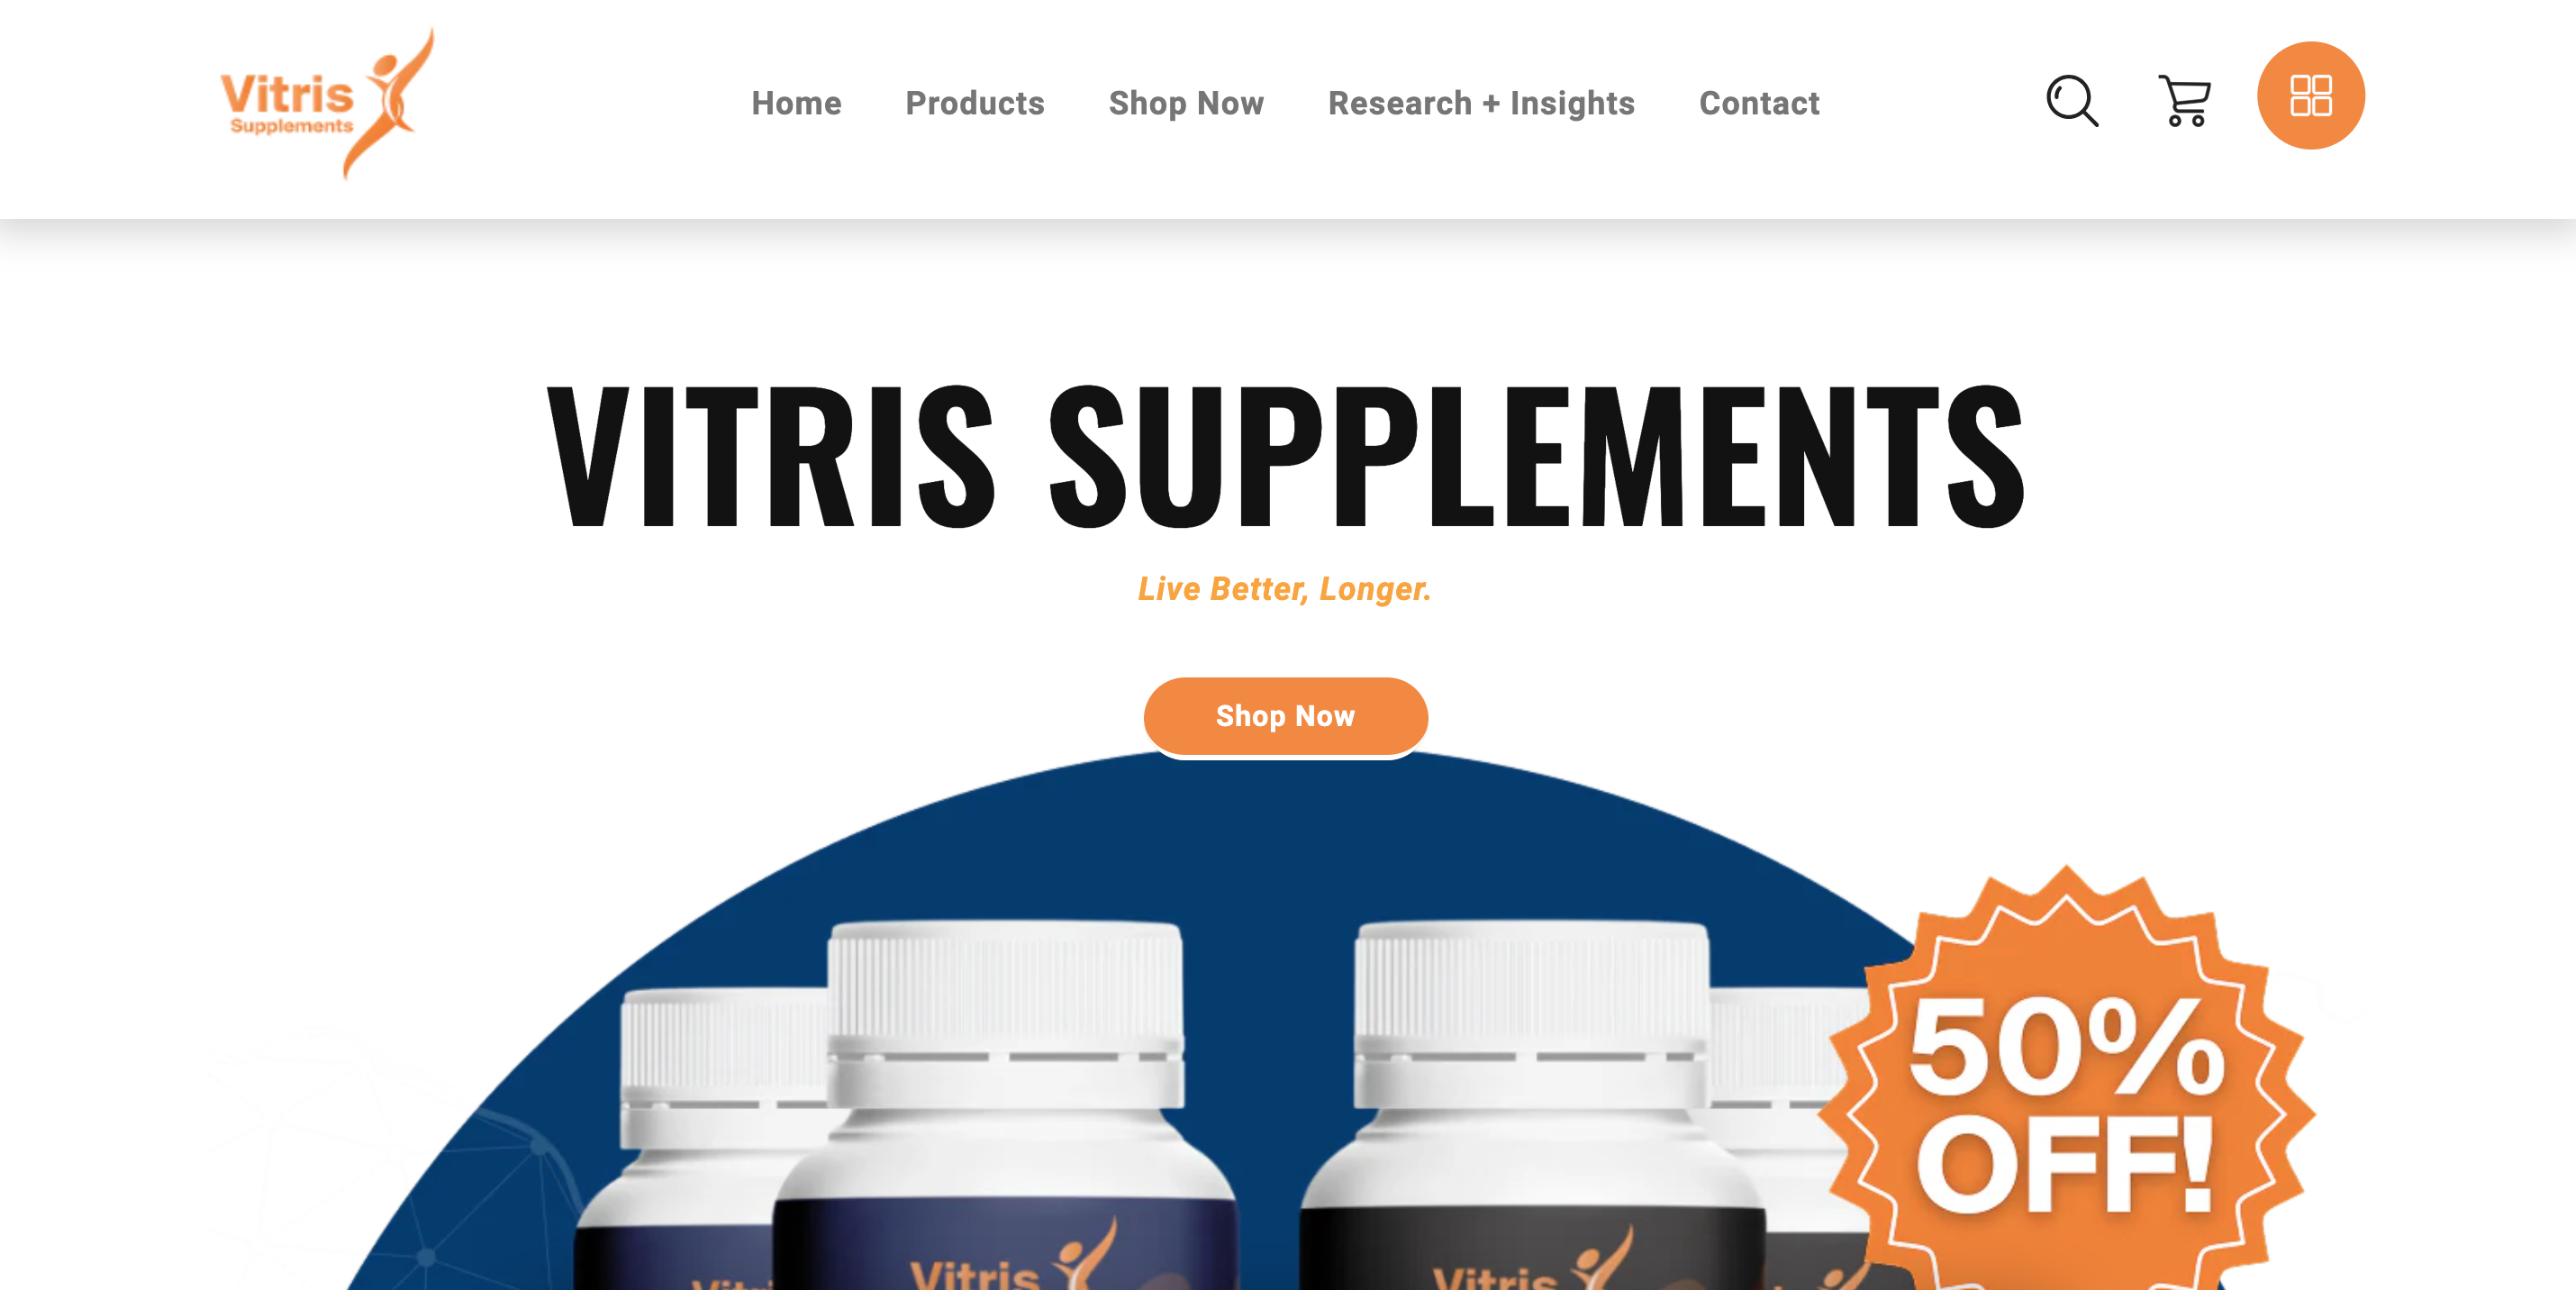 Vitris
Supplements
Home
Products
Shop Now
Research + Insights
Contact
VITRIS SUPPLEMENTS
Live Better, Longer.
Shop Now
50%
OFF!
Vitris
Vitris